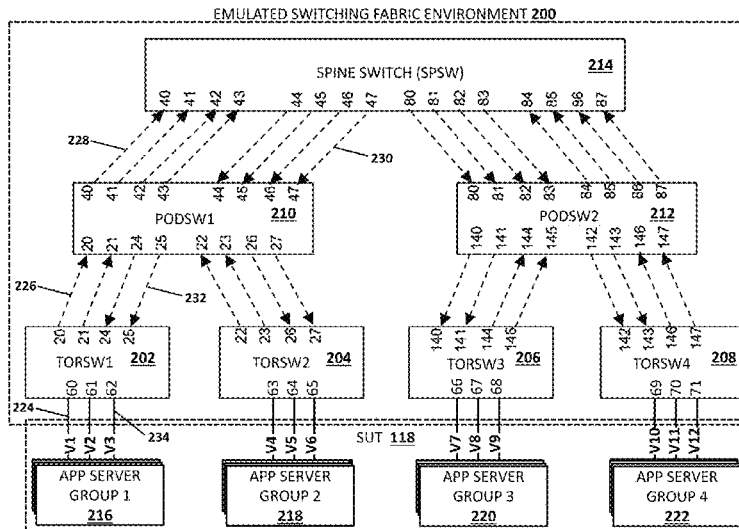 EMULATED SWITCHING FABRIC ENVIRONMENT 200
214
SPINE SWITCH (SPSW)
40 41 42 43 44 45 46 47 80 81 82 83 84 85 86 87
228
230
40 41 42 43 44 45 46 47
210
PODSW1
20 21 24 25 22 23 26 27
80 81 82 83 84 85 86 87
PODSW2 212
140 141 144 145 142 143 146 147
226
232
20 21 24 25
TORSW1 202
60 61 62
22 23 26 27
TORSW2 204
63 64 65
140 141 144 145
TORSW3 206
66 67 68
142 143 146 147
TORSW4 208
69 70 71
224
234
SUT 118
V1 V2 V3 V4 V5 V6 V7 V8 V9 V10 V11 V12
APP SERVER
GROUP 1
216
APP SERVER
GROUP 2
218
APP SERVER
GROUP 3
220
APP SERVER
GROUP 4
222